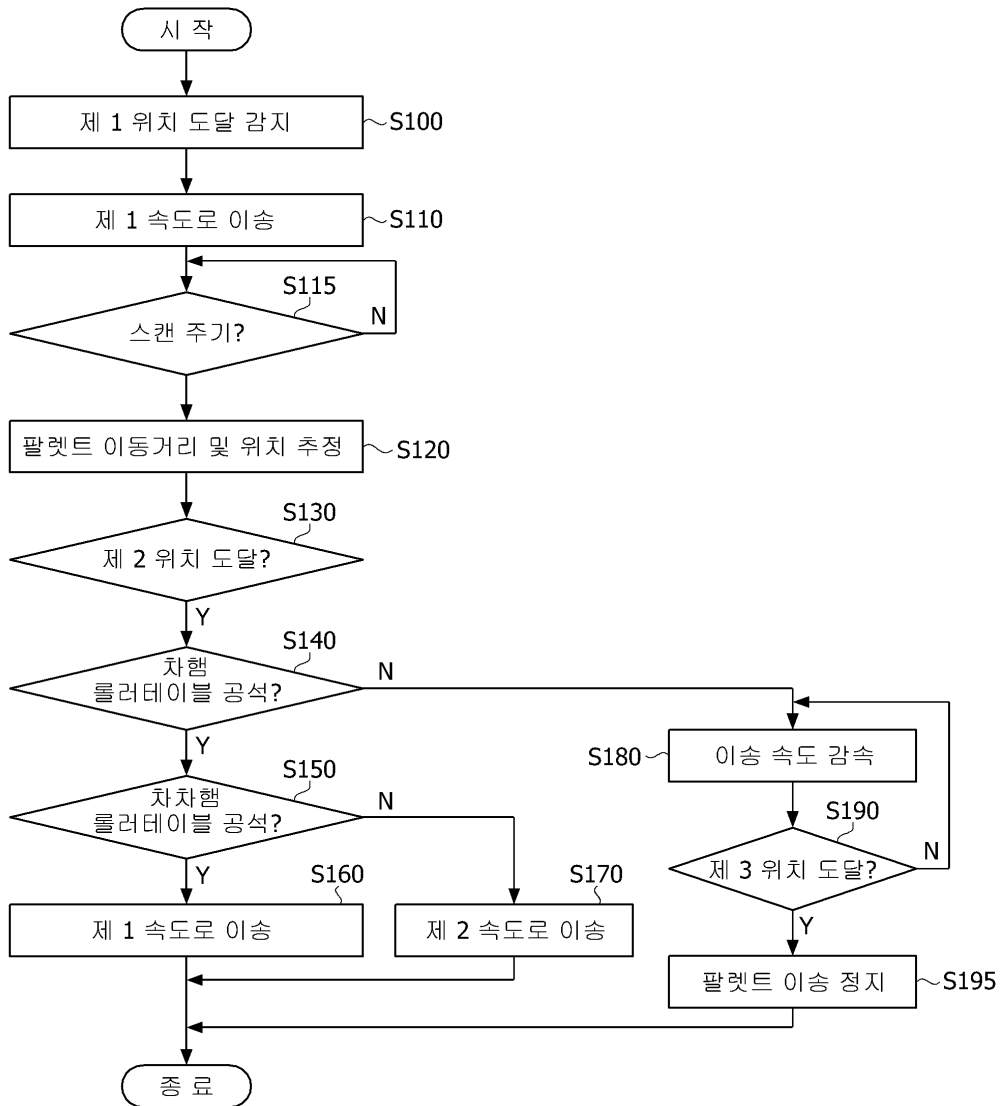 시 작
제 1 위치 도달 감지
S100
제 1 속도로 이송
S110
S115
스캔 주기?
N
팔렛트 이동거리 및 위치 추정
S120
S130
제 2 위치 도달?
Y
S140
차햄
롤러테이블 공석?
N
Y
S150
차차햄
롤러테이블 공석?
N
Y
S180
이송 속도 감속
S190
제 3 위치 도달?
N
Y
S160
제 1 속도로 이송
S170
제 2 속도로 이송
팔렛트 이송 정지
S195
종 료